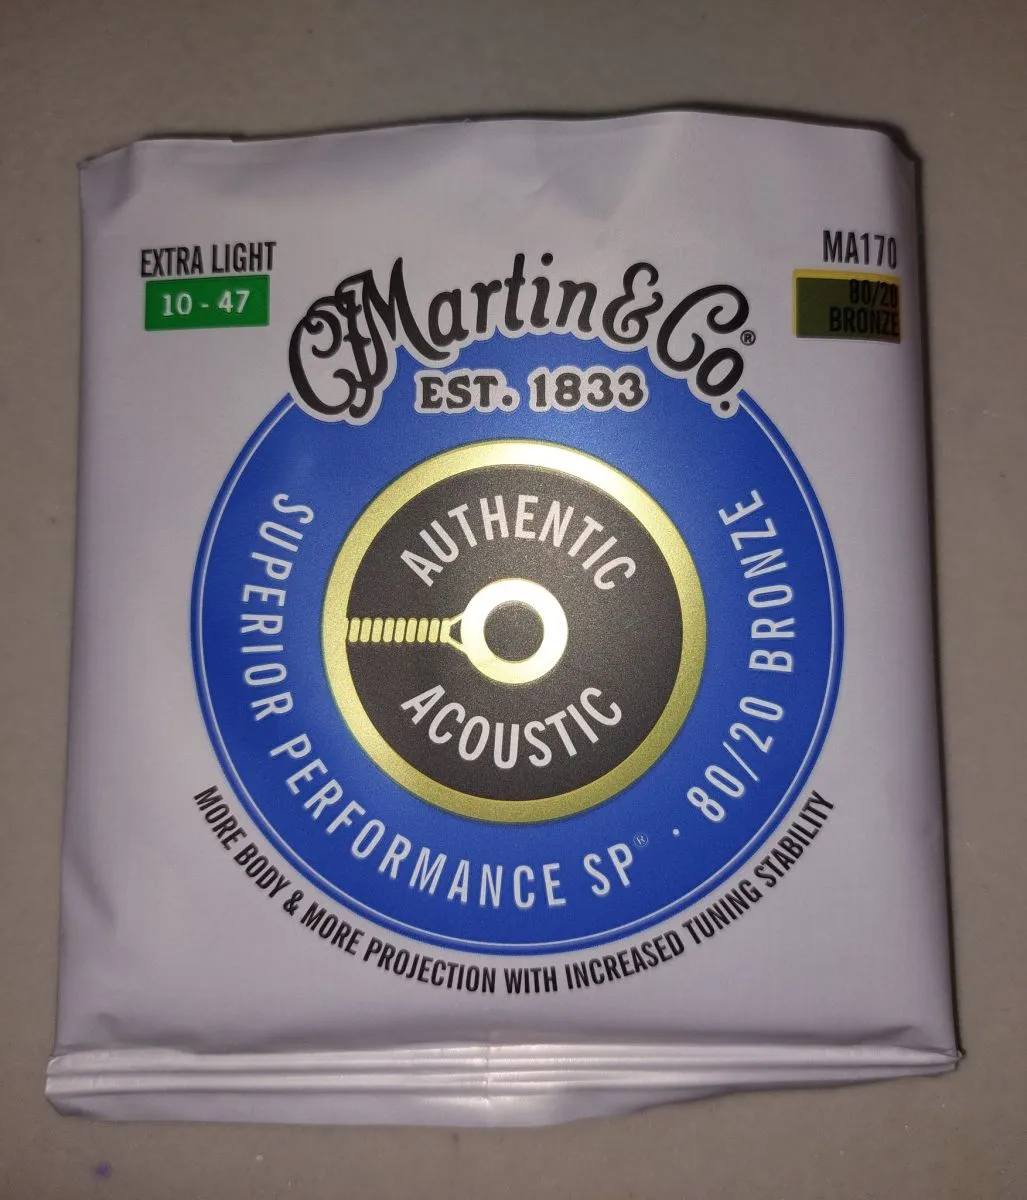 EXTRA LIGHT
10 - 47
MA170
80/20
BRONZE
CFMartin & Co.®
EST. 1833
AUTHENTIC
ACOUSTIC
SUPERIOR PERFORMANCE SP® · 80/20 BRONZE
MORE BODY & MORE PROJECTION WITH INCREASED TUNING STABILITY